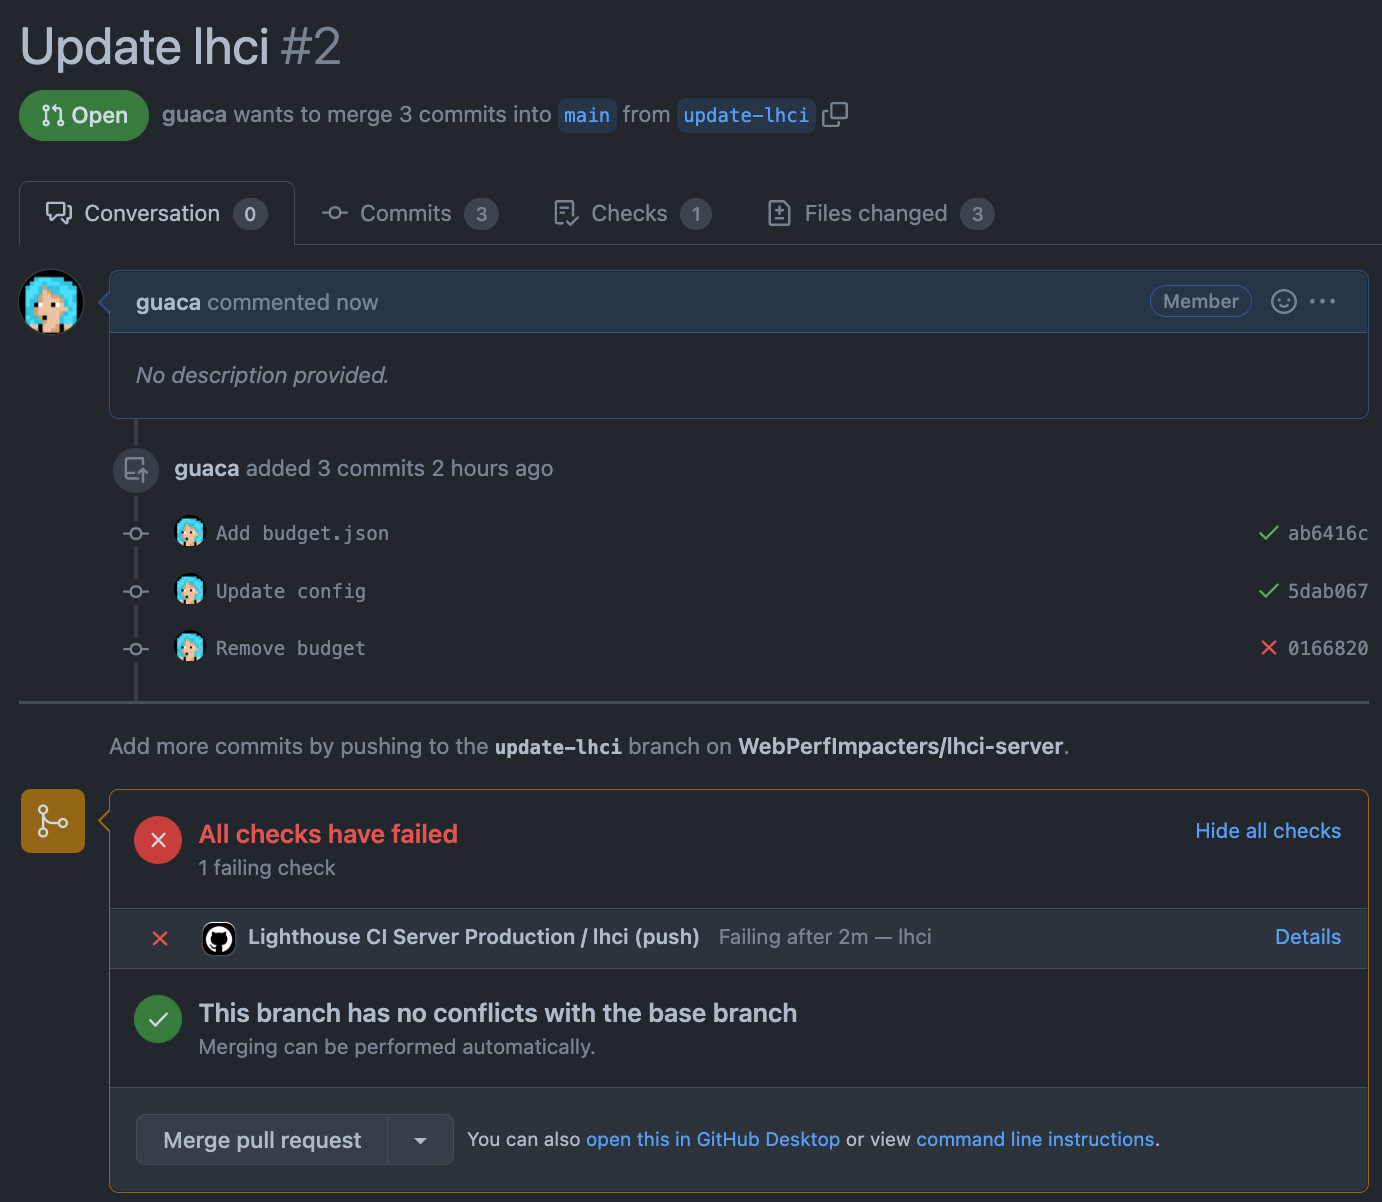 Update lhci #2
Open guaca wants to merge 3 commits into main from update-lhci
Conversation 0 Commits 3 Checks 1 Files changed 3
guaca commented now Member
No description provided.
guaca added 3 commits 2 hours ago
Add budget.json ab6416c
Update config 5dab067
Remove budget 0166820
Add more commits by pushing to the update-lhci branch on WebPerfImpacters/lhci-server.
All checks have failed Hide all checks
1 failing check
Lighthouse CI Server Production / lhci (push) Failing after 2m — lhci Details
This branch has no conflicts with the base branch
Merging can be performed automatically.
Merge pull request You can also open this in GitHub Desktop or view command line instructions.